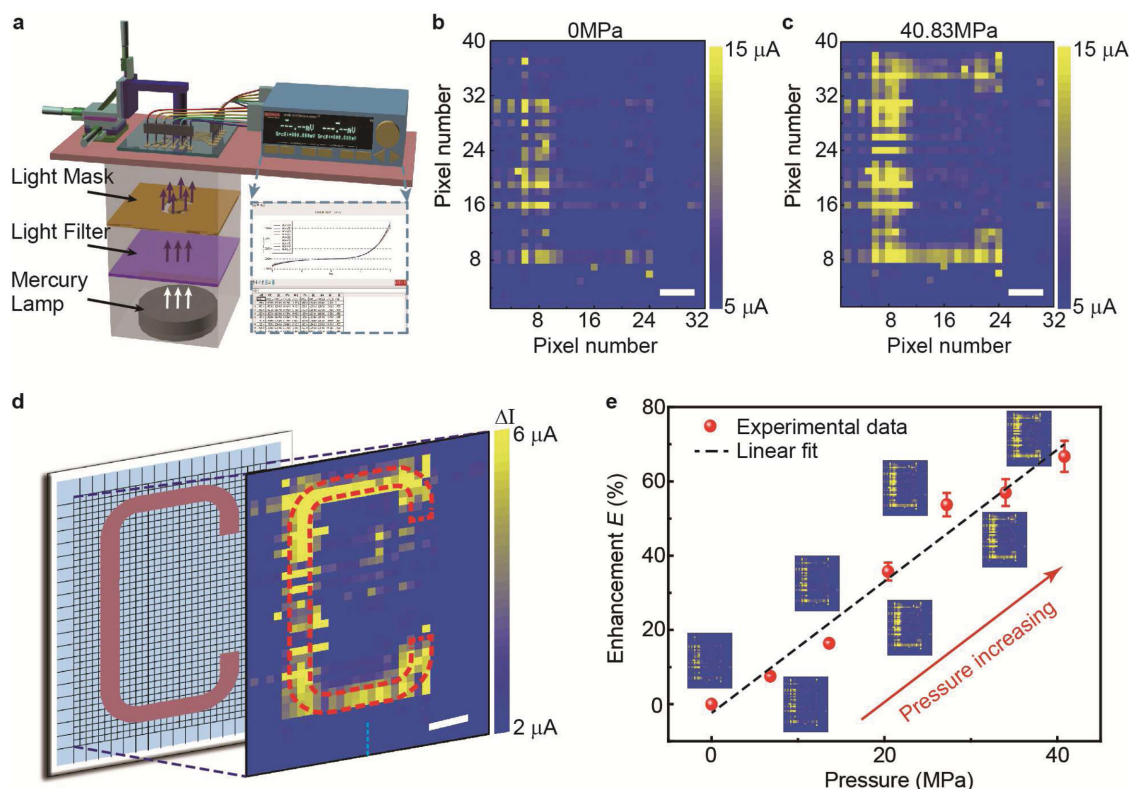 a
Light Mask
Light Filter
Mercury
Lamp
b
0MPa
40
32
24
16
8
Pixel number
8
16
24
32
Pixel number
15 μA
5 μA
c
40.83MPa
40
32
24
16
8
Pixel number
8
16
24
32
Pixel number
15 μA
5 μA
d
ΔI
6 μA
2 μA
e
80
60
40
20
0
Enhancement E (%)
Experimental data
Linear fit
Pressure increasing
0
20
40
Pressure (MPa)